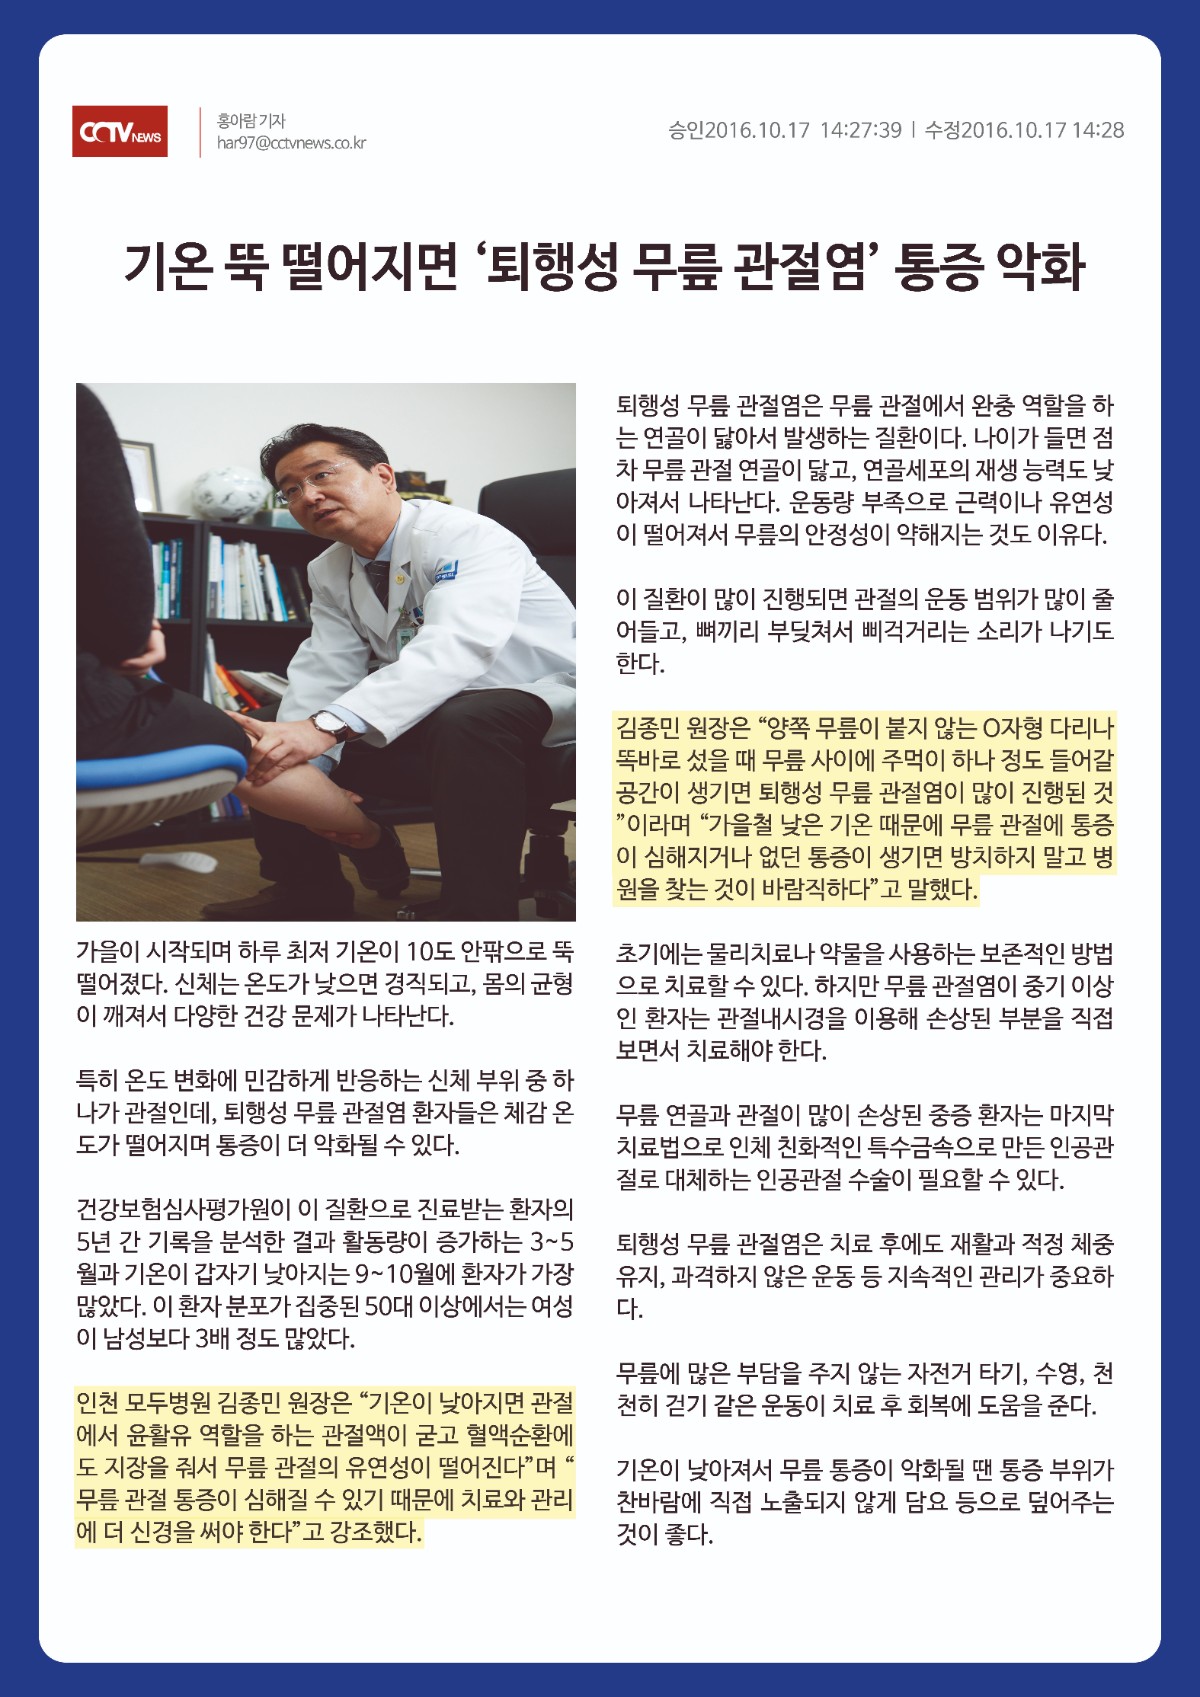 CCTV NEWS
홍아람 기자
har97@cctvnews.co.kr
승인2016.10.17 14:27:39 | 수정2016.10.17 14:28
기온 뚝 떨어지면 ‘퇴행성 무릎 관절염’ 통증 악화
가을이 시작되며 하루 최저 기온이 10도 안팎으로 뚝
떨어졌다. 신체는 온도가 낮으면 경직되고, 몸의 균형
이 깨져서 다양한 건강 문제가 나타난다.
특히 온도 변화에 민감하게 반응하는 신체 부위 중 하
나가 관절인데, 퇴행성 무릎 관절염 환자들은 체감 온
도가 떨어지며 통증이 더 악화될 수 있다.
건강보험심사평가원이 이 질환으로 진료받는 환자의
5년 간 기록을 분석한 결과 활동량이 증가하는 3~5
월과 기온이 갑자기 낮아지는 9~10월에 환자가 가장
많았다. 이 환자 분포가 집중된 50대 이상에서는 여성
이 남성보다 3배 정도 많았다.
인천 모두병원 김종민 원장은 “기온이 낮아지면 관절
에서 윤활유 역할을 하는 관절액이 굳고 혈액순환에
도 지장을 줘서 무릎 관절의 유연성이 떨어진다”며 “
무릎 관절 통증이 심해질 수 있기 때문에 치료와 관리
에 더 신경을 써야 한다”고 강조했다.
퇴행성 무릎 관절염은 무릎 관절에서 완충 역할을 하
는 연골이 닳아서 발생하는 질환이다. 나이가 들면 점
차 무릎 관절 연골이 닳고, 연골세포의 재생 능력도 낮
아져서 나타난다. 운동량 부족으로 근력이나 유연성
이 떨어져서 무릎의 안정성이 약해지는 것도 이유다.
이 질환이 많이 진행되면 관절의 운동 범위가 많이 줄
어들고, 뼈끼리 부딪쳐서 삐걱거리는 소리가 나기도
한다.
김종민 원장은 “양쪽 무릎이 붙지 않는 O자형 다리나
똑바로 섰을 때 무릎 사이에 주먹이 하나 정도 들어갈
공간이 생기면 퇴행성 무릎 관절염이 많이 진행된 것
”이라며 “가을철 낮은 기온 때문에 무릎 관절에 통증
이 심해지거나 없던 통증이 생기면 방치하지 말고 병
원을 찾는 것이 바람직하다”고 말했다.
초기에는 물리치료나 약물을 사용하는 보존적인 방법
으로 치료할 수 있다. 하지만 무릎 관절염이 중기 이상
인 환자는 관절내시경을 이용해 손상된 부분을 직접
보면서 치료해야 한다.
무릎 연골과 관절이 많이 손상된 중증 환자는 마지막
치료법으로 인체 친화적인 특수금속으로 만든 인공관
절로 대체하는 인공관절 수술이 필요할 수 있다.
퇴행성 무릎 관절염은 치료 후에도 재활과 적정 체중
유지, 과격하지 않은 운동 등 지속적인 관리가 중요하
다.
무릎에 많은 부담을 주지 않는 자전거 타기, 수영, 천
천히 걷기 같은 운동이 치료 후 회복에 도움을 준다.
기온이 낮아져서 무릎 통증이 악화될 땐 통증 부위가
찬바람에 직접 노출되지 않게 담요 등으로 덮어주는
것이 좋다.